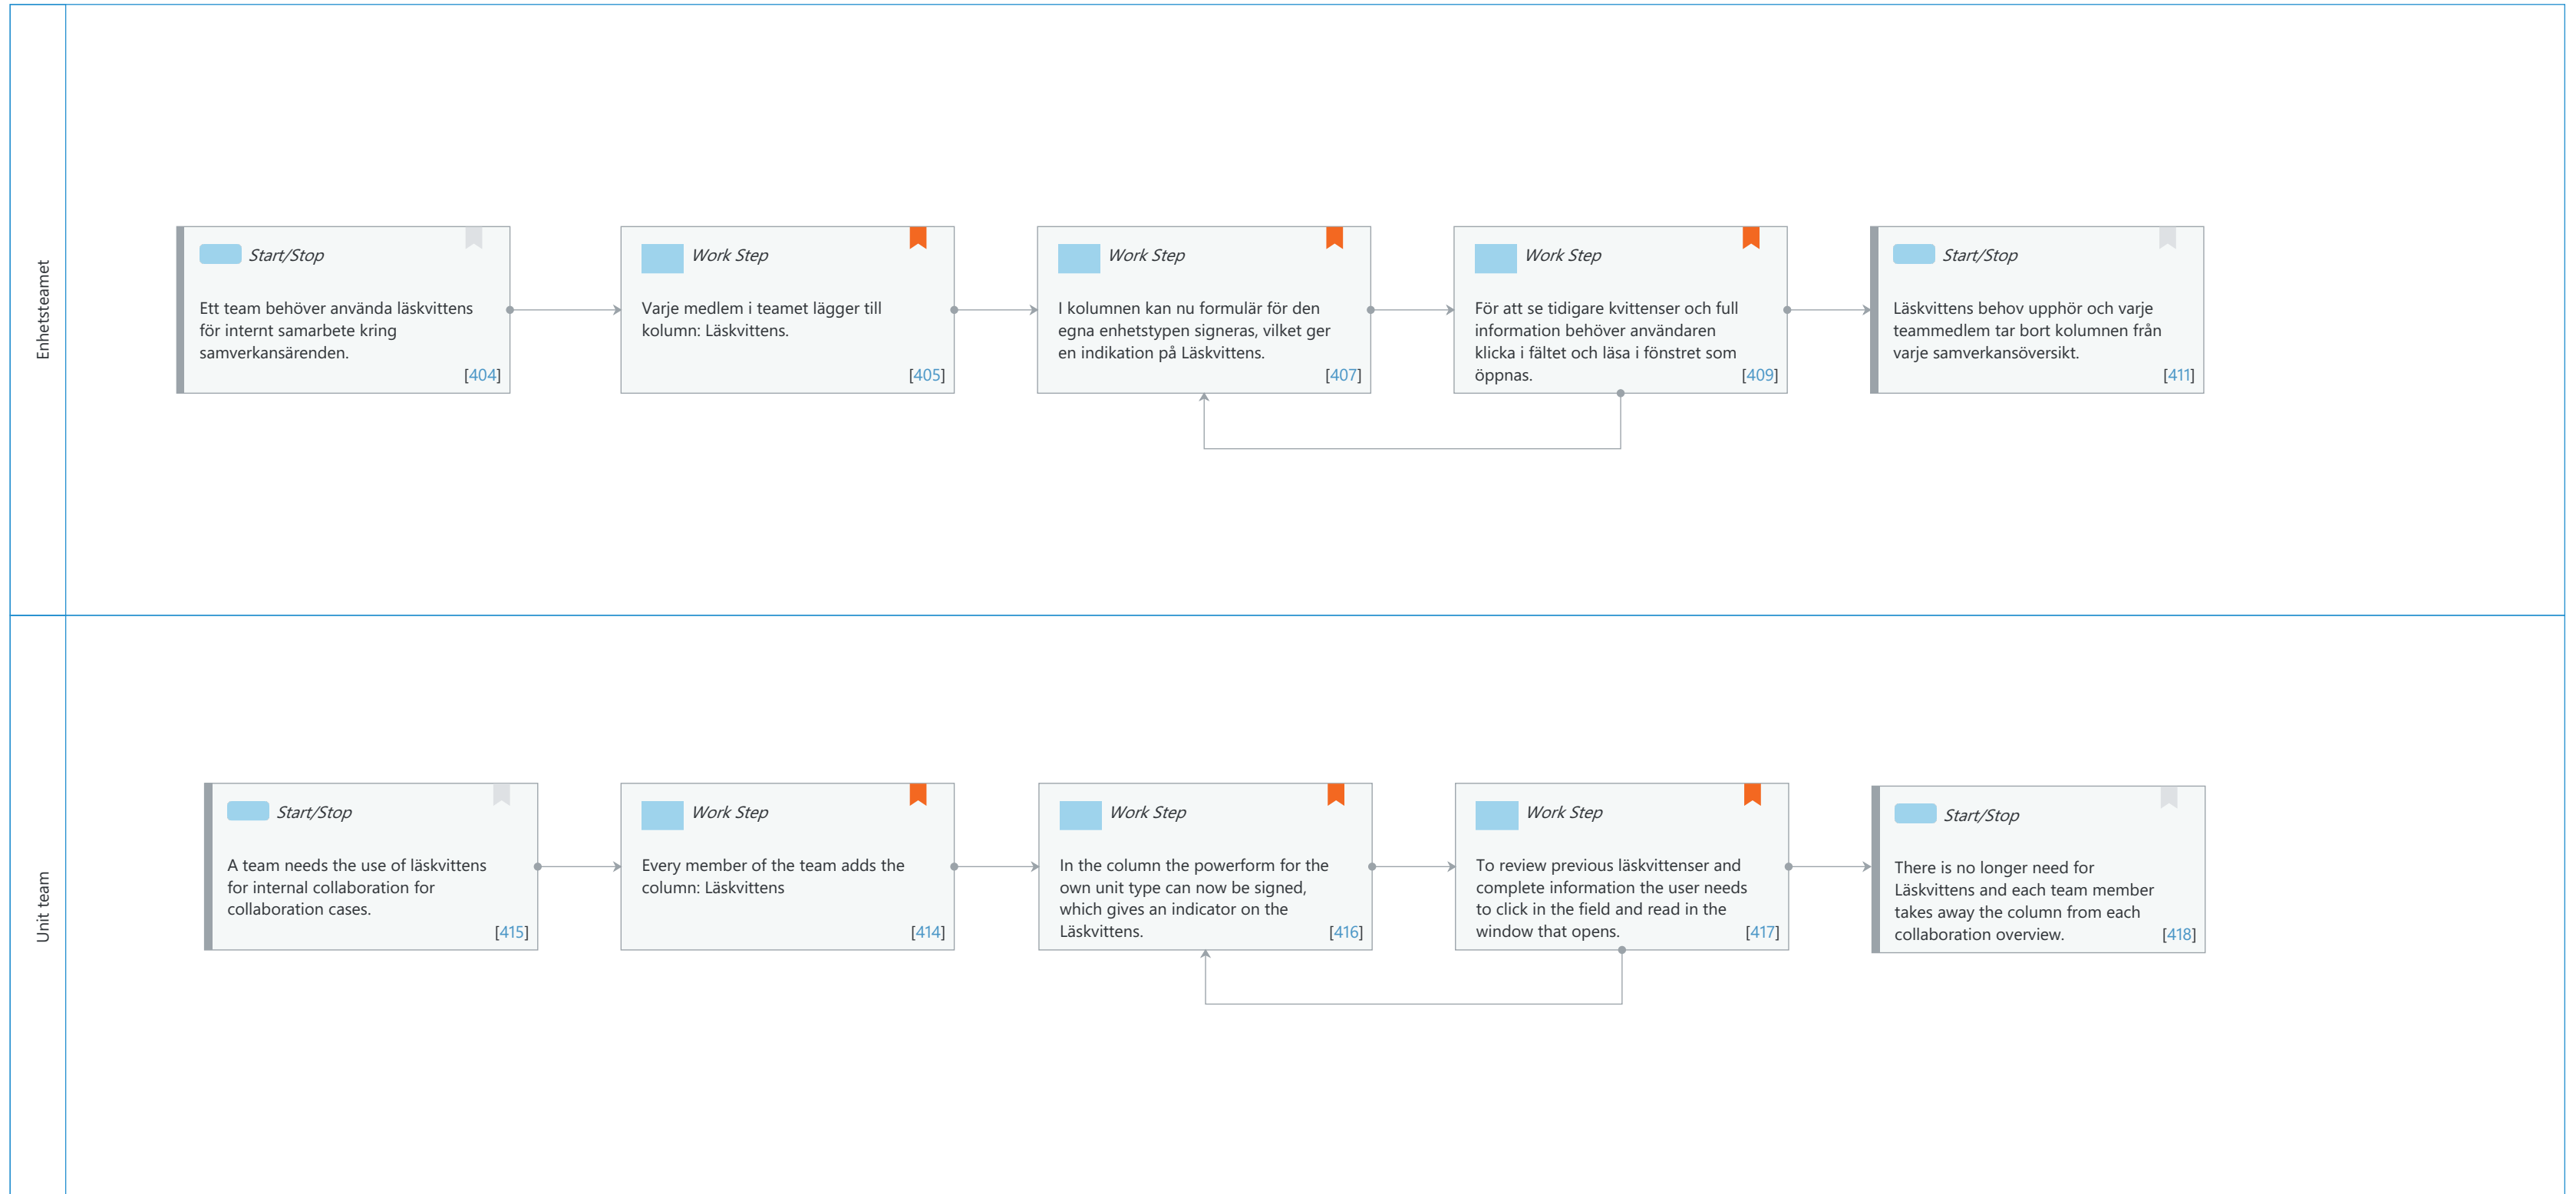 Enhetsteamet
Start/Stop
Ett team behöver använda läskvittens
för internt samarbete kring
samverkansärenden.
[404]
Work Step
Varje medlem i teamet lägger till
kolumn: Läskvittens.
[405]
Work Step
I kolumnen kan nu formulär för den
egna enhetstypen signeras, vilket ger
en indikation på Läskvittens.
[407]
Work Step
För att se tidigare kvittenser och full
information behöver användaren
klicka i fältet och läsa i fönstret som
öppnas.
[409]
Start/Stop
Läskvittens behov upphör och varje
teammedlem tar bort kolumnen från
varje samverkansöversikt.
[411]
Unit team
Start/Stop
A team needs the use of läskvittens
for internal collaboration for
collaboration cases.
[415]
Work Step
Every member of the team adds the
column: Läskvittens
[414]
Work Step
In the column the powerform for the
own unit type can now be signed,
which gives an indicator on the
Läskvittens.
[416]
Work Step
To review previous läskvittenser and
complete information the user needs
to click in the field and read in the
window that opens.
[417]
Start/Stop
There is no longer need for
Läskvittens and each team member
takes away the column from each
collaboration overview.
[418]